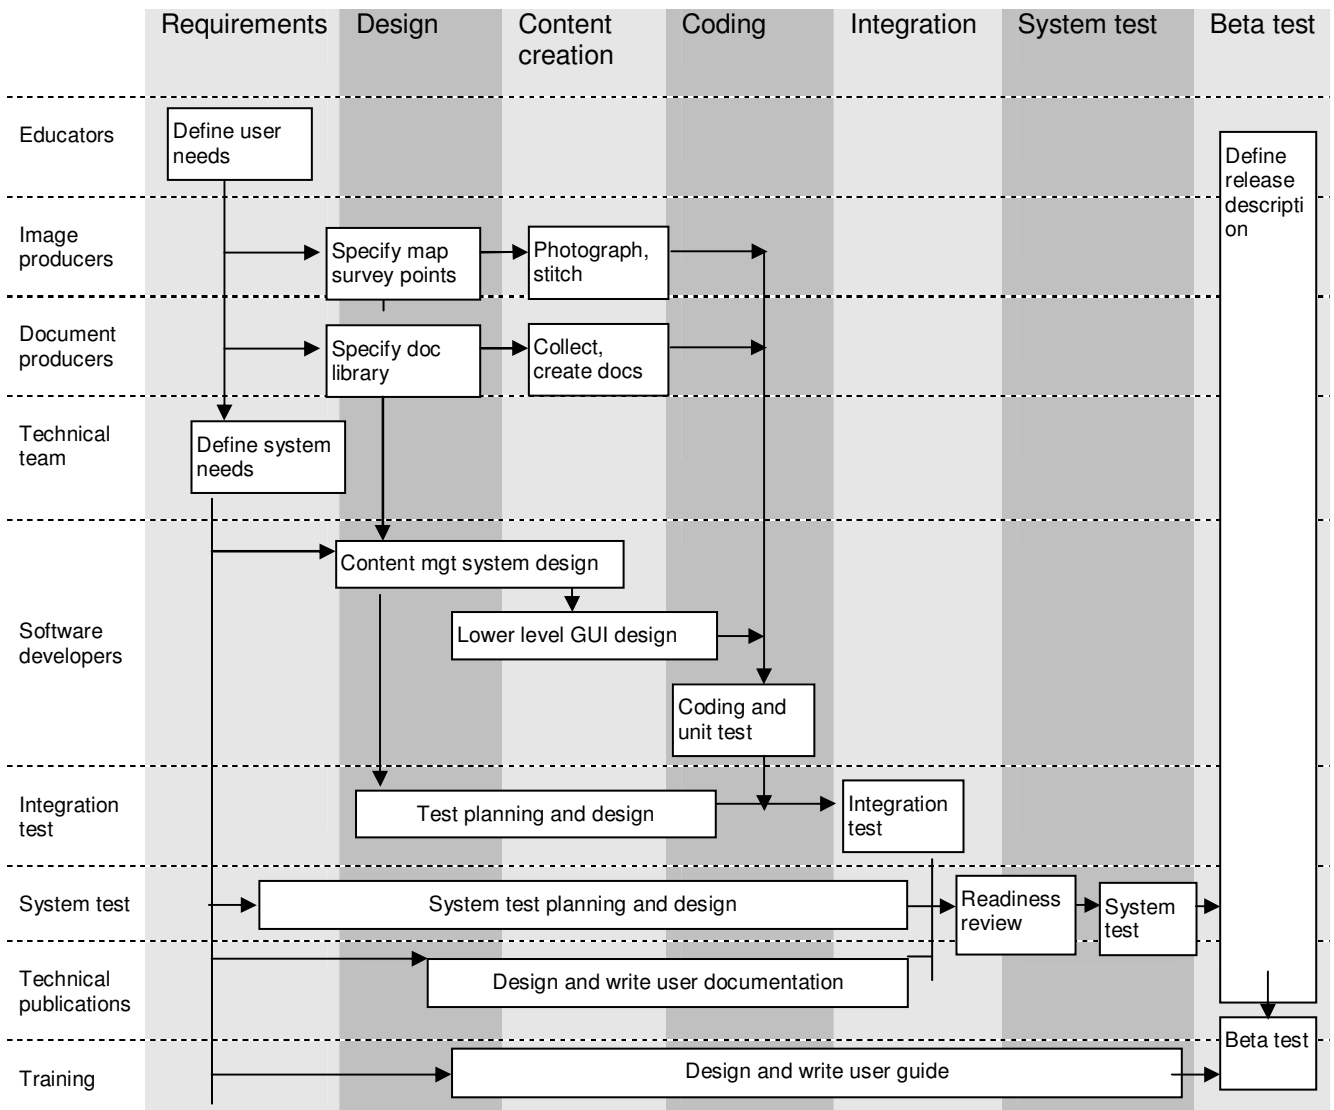 Requirements
Design
Content
creation
Coding
Integration
System test
Beta test
Educators
Define user
needs
Define
release
descripti
on
Image
producers
Specify map
survey points
Photograph,
stitch
Document
producers
Specify doc
library
Collect,
create docs
Technical
team
Define system
needs
Content mgt system design
Software
developers
Lower level GUI design
Coding and
unit test
Integration
test
Test planning and design
Integration
test
System test
System test planning and design
Readiness
review
System
test
Technical
publications
Design and write user documentation
Beta test
Training
Design and write user guide